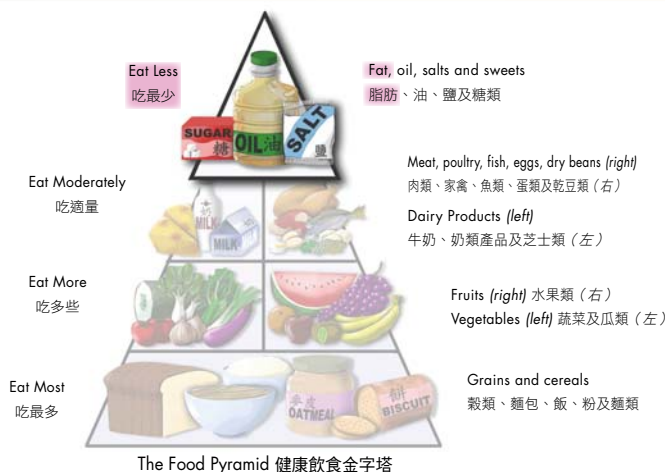 Eat Less
吃最少
Fat, oil, salts and sweets
脂肪、油、鹽及糖類
SUGAR
糖
OIL油
SALT
鹽
Eat Moderately
吃適量
牛奶
MILK
MILK
Meat, poultry, fish, eggs, dry beans (right)
肉類、家禽、魚類、蛋類及乾豆類(右)
Dairy Products (left)
牛奶、奶類產品及芝士類(左)
Eat More
吃多些
Fruits (right) 水果類(右)
Vegetables (left) 蔬菜及瓜類(左)
Eat Most
吃最多
麥皮
OATMEAL
餅
BISCUIT
Grains and cereals
穀類、麵包、飯、粉及麵類
The Food Pyramid 健康飲食金字塔